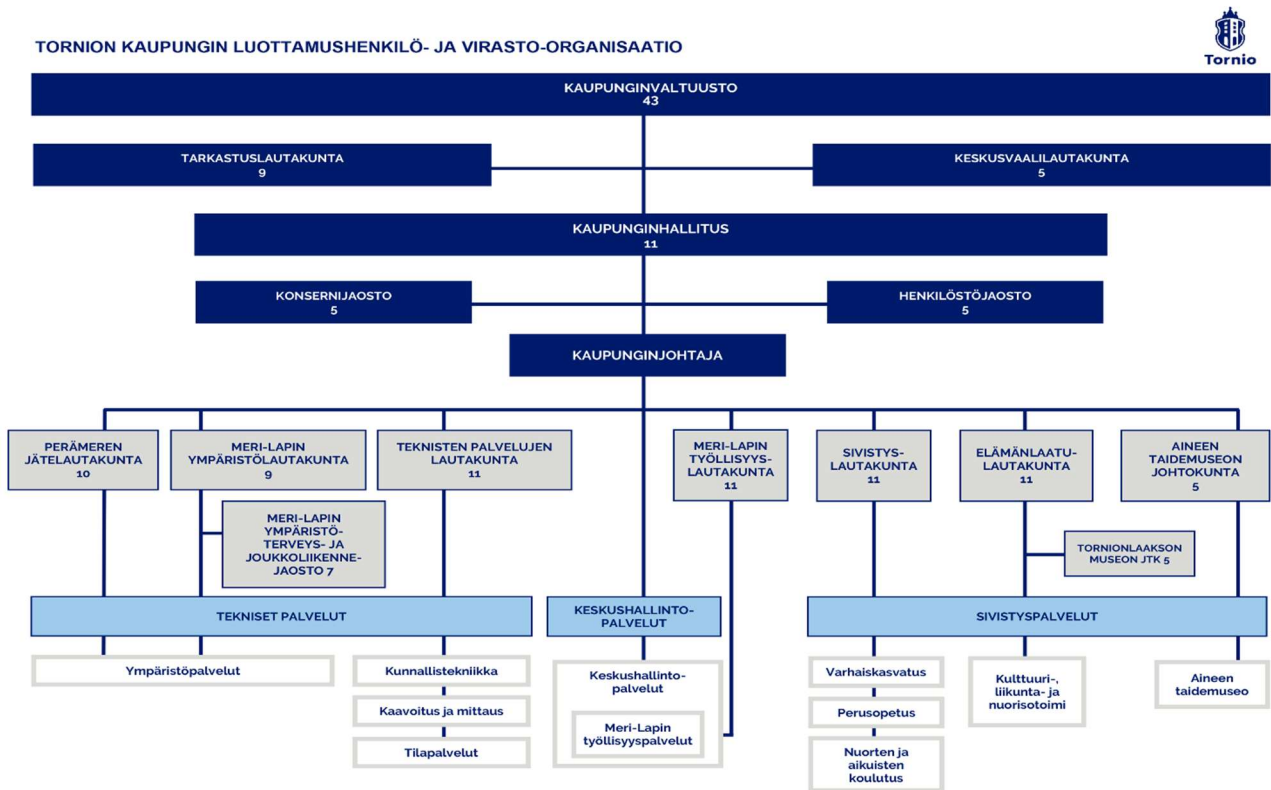 TORNION KAUPUNGIN LUOTTAMUSHENKILÖ- JA VIRASTO-ORGANISAATIO
Tornio
KAUPUNGINVALTUUSTO
43
TARKASTUSLAUTAKUNTA
9
KESKUSVAALILAUTAKUNTA
5
KAUPUNGINHALLITUS
11
KONSERNIJAOSTO
5
HENKILÖSTÖJAOSTO
5
KAUPUNGINJOHTAJA
PERÄMEREN
JÄTELAUTAKUNTA
10
MERI-LAPIN
YMPÄRISTÖLAUTAKUNTA
9
TEKNISTEN PALVELUJEN
LAUTAKUNTA
11
MERI-LAPIN
TYÖLLISYYS-
LAUTAKUNTA
11
SIVISTYS-
LAUTAKUNTA
11
ELÄMÄNLAATU-
LAUTAKUNTA
11
AINEEN
TAIDEMUSEON
JOHTOKUNTA
5
MERI-LAPIN
YMPÄRISTÖ-
TERVEYS- JA
JOUKKOLIIKENNE-
JAOSTO 7
TORNIONLAAKSON
MUSEON JTK 5
TEKNISET PALVELUT
KESKUSHALLINTO-
PALVELUT
SIVISTYSPALVELUT
Ympäristöpalvelut
Kunnallistekniikka
Kaavoitus ja mittaus
Tilapalvelut
Keskushallinto-
palvelut
Meri-Lapin
työllisyyspalvelut
Varhaiskasvatus
Perusopetus
Nuorten ja
aikuisten
koulutus
Kulttuuri-,
liikunta- ja
nuorisotoimi
Aineen
taidemuseo